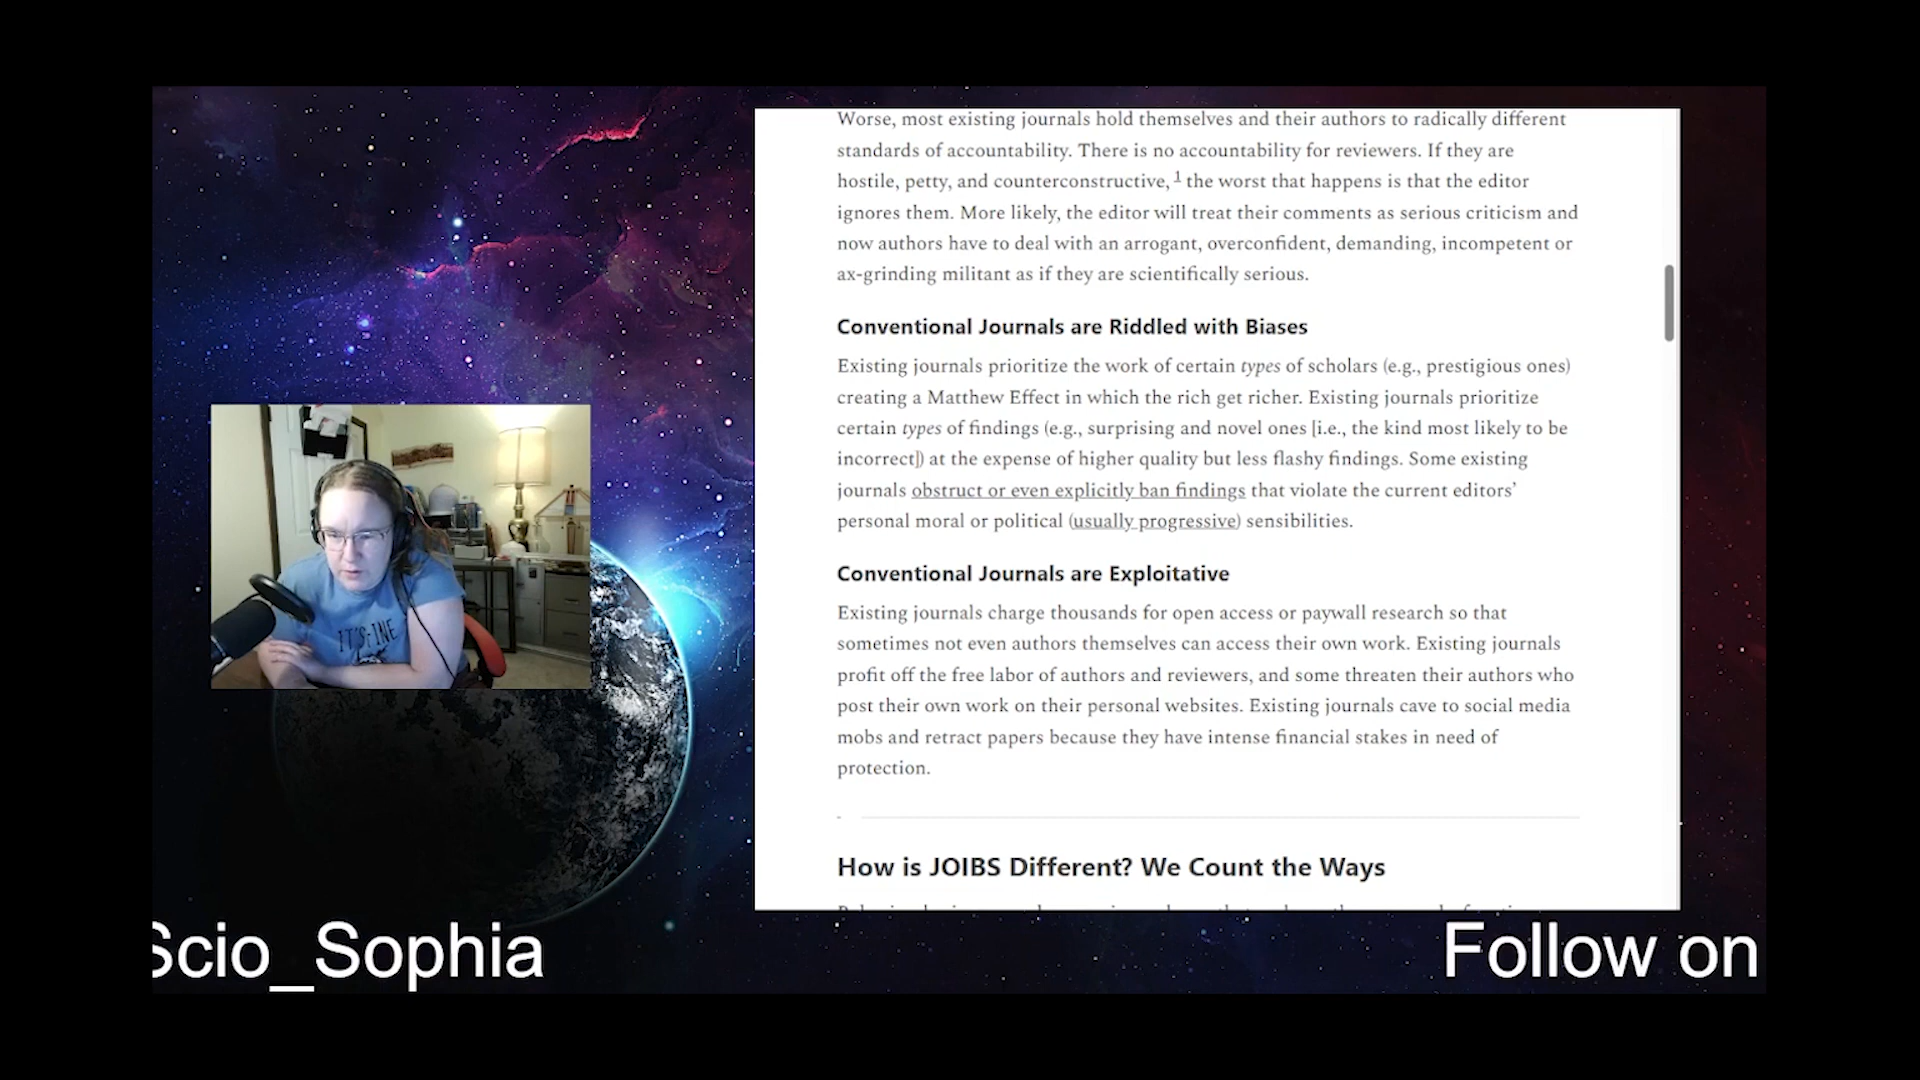 Worse, most existing journals hold themselves and their authors to radically different
standards of accountability. There is no accountability for reviewers. If they are
hostile, petty, and counterconstructive,1 the worst that happens is that the editor
ignores them. More likely, the editor will treat their comments as serious criticism and
now authors have to deal with an arrogant, overconfident, demanding, incompetent or
ax-grinding militant as if they are scientifically serious.
Conventional Journals are Riddled with Biases
Existing journals prioritize the work of certain types of scholars (e.g., prestigious ones)
creating a Matthew Effect in which the rich get richer. Existing journals prioritize
certain types of findings (e.g., surprising and novel ones [i.e., the kind most likely to be
incorrect]) at the expense of higher quality but less flashy findings. Some existing
journals obstruct or even explicitly ban findings that violate the current editors’
personal moral or political (usually progressive) sensibilities.
Conventional Journals are Exploitative
Existing journals charge thousands for open access or paywall research so that
sometimes not even authors themselves can access their own work. Existing journals
profit off the free labor of authors and reviewers, and some threaten their authors who
post their own work on their personal websites. Existing journals cave to social media
mobs and retract papers because they have intense financial stakes in need of
protection.
How is JOIBS Different? We Count the Ways
IT'S FINE
Scio_Sophia
Follow on